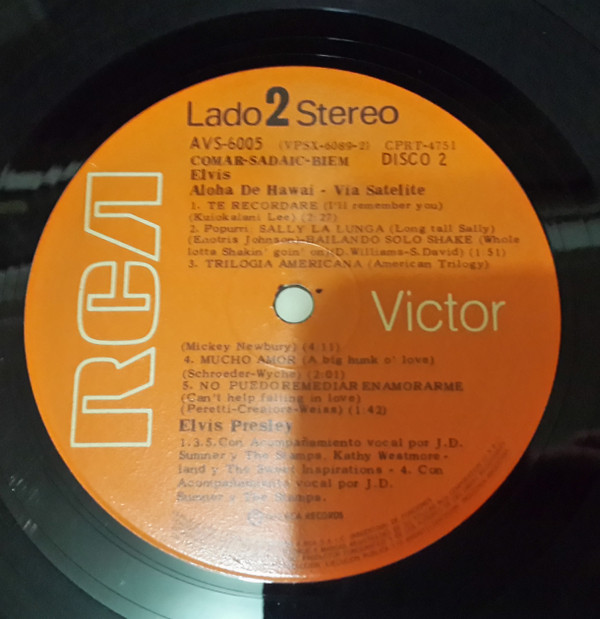 Lado 2 Stereo
AVS-6005 (VPSX-6089-2) CPRT-4751
COMAR-SADAIC-BIEM DISCO 2
Elvis
Aloha De Hawai - Via Satelite
1. TE RECORDARE (I'll remember you)
(Kuiokalani Lee) (2:27)
2. Popurri: SALLY LA LUNGA (Long tall Sally)
(Enotris Johnson) BAILANDO SOLO SHAKE (Whole
lotta Shakin' goin' on) (D. Williams-S. David) (1:51)
3. TRILOGIA AMERICANA (American Trilogy)
RCA
Victor
(Mickey Newbury) (4:11)
4. MUCHO AMOR (A big hunk o' love)
(Schroeder-Wyche) (2:01)
5. NO PUEDO REMEDIAR ENAMORARME
(Can't help falling in love)
(Peretti-Creatore-Weiss) (1:42)
Elvis Presley
1.3.5. Con Acompañamiento vocal por J.D.
Sumner y The Stamps, Kathy Westmore-
land y The Sweet Inspirations - 4. Con
Acompañamiento vocal por J.D.
Sumner y The Stamps.
RCA RECORDS